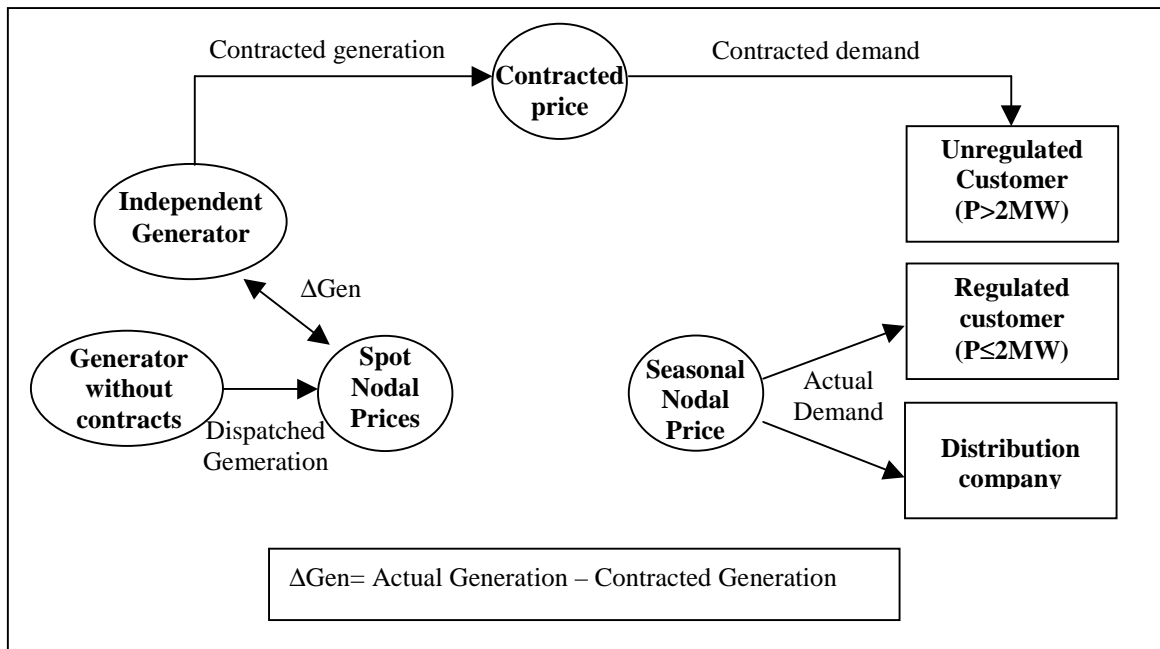 Contracted generation
Contracted
price
Contracted demand
Unregulated
Customer
(P>2MW)
Independent
Generator
ΔGen
Regulated
customer
(P≤2MW)
Generator
without
contracts
Spot
Nodal
Prices
Dispatched
Gemeration
Seasonal
Nodal
Price
Actual
Demand
Distribution
company
ΔGen= Actual Generation – Contracted Generation